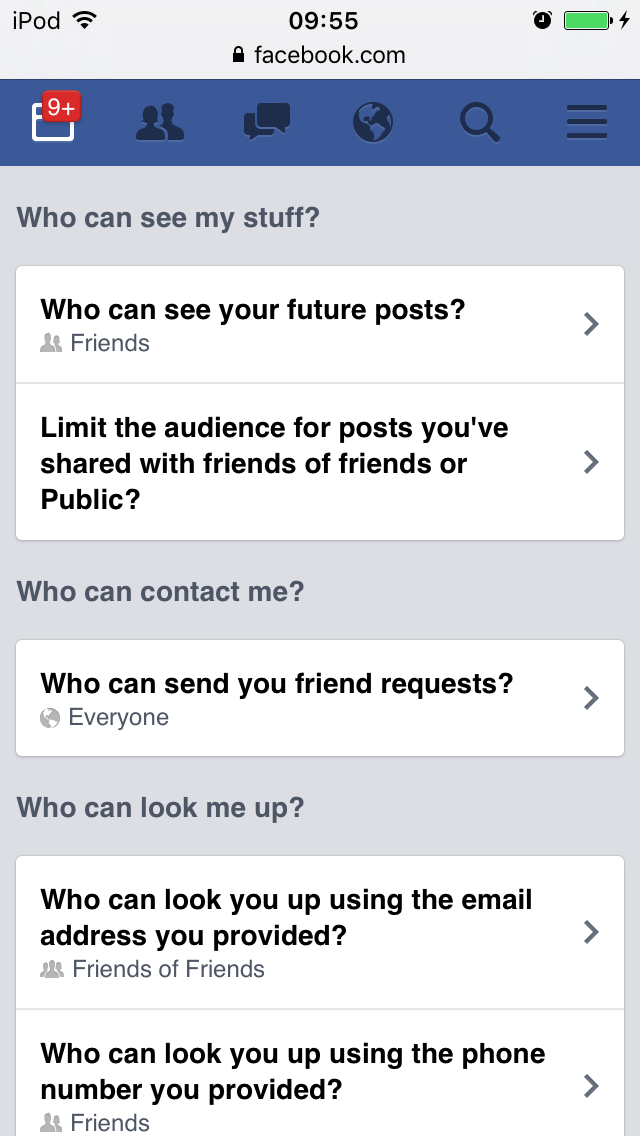 iPod 09:55
facebook.com
9+
Who can see my stuff?
Who can see your future posts?
Friends
Limit the audience for posts you've
shared with friends of friends or
Public?
Who can contact me?
Who can send you friend requests?
Everyone
Who can look me up?
Who can look you up using the email
address you provided?
Friends of Friends
Who can look you up using the phone
number you provided?
Friends